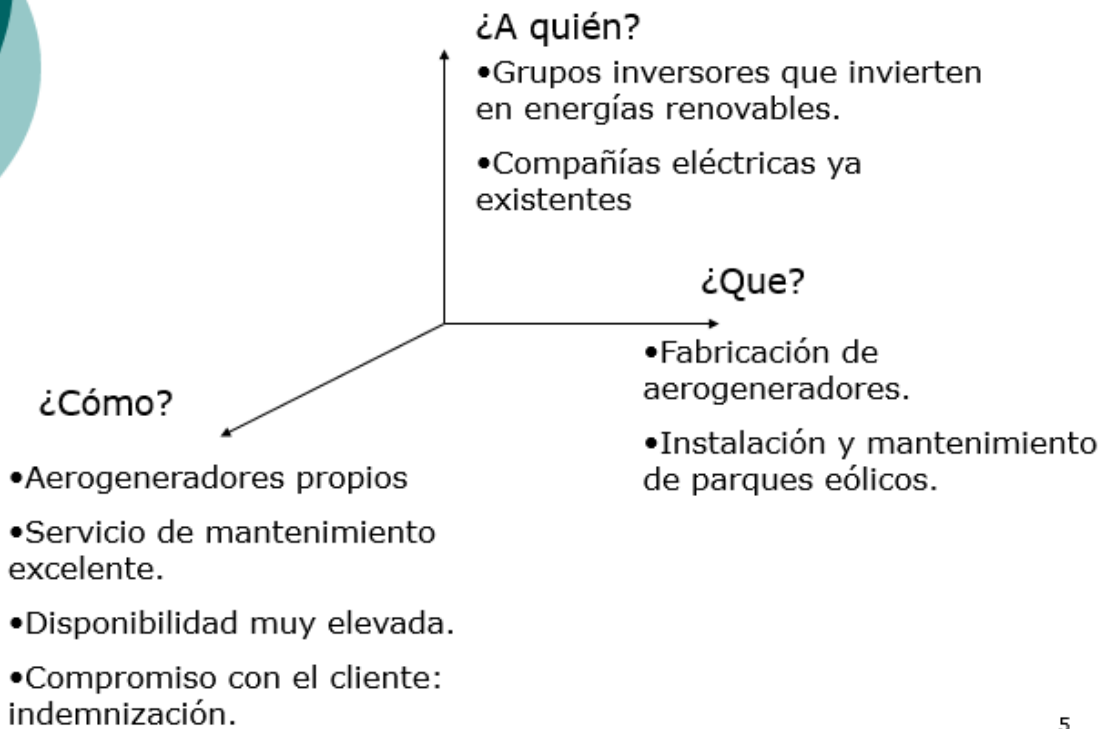 ¿A quién?
•Grupos inversores que invierten
en energías renovables.
•Compañías eléctricas ya
existentes
¿Que?
•Fabricación de
aerogeneradores.
•Instalación y mantenimiento
de parques eólicos.
¿Cómo?
•Aerogeneradores propios
•Servicio de mantenimiento
excelente.
•Disponibilidad muy elevada.
•Compromiso con el cliente:
indemnización.
5